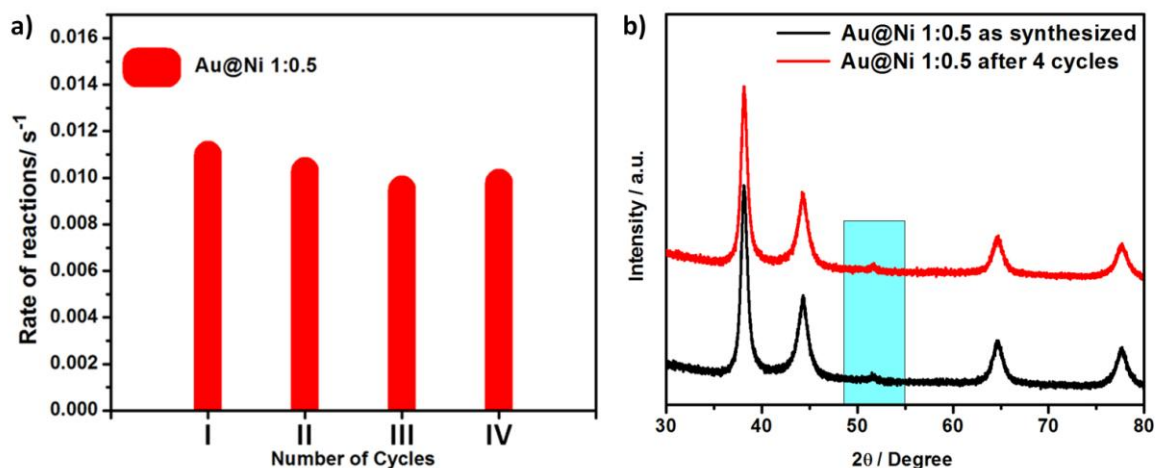 a)
Au@Ni 1:0.5
Rate of reactions/ s⁻¹
0.016
0.014
0.012
0.010
0.008
0.006
0.004
0.002
0.000
I II III IV
Number of Cycles
b)
Au@Ni 1:0.5 as synthesized
Au@Ni 1:0.5 after 4 cycles
Intensity / a.u.
30 40 50 60 70 80
2θ / Degree